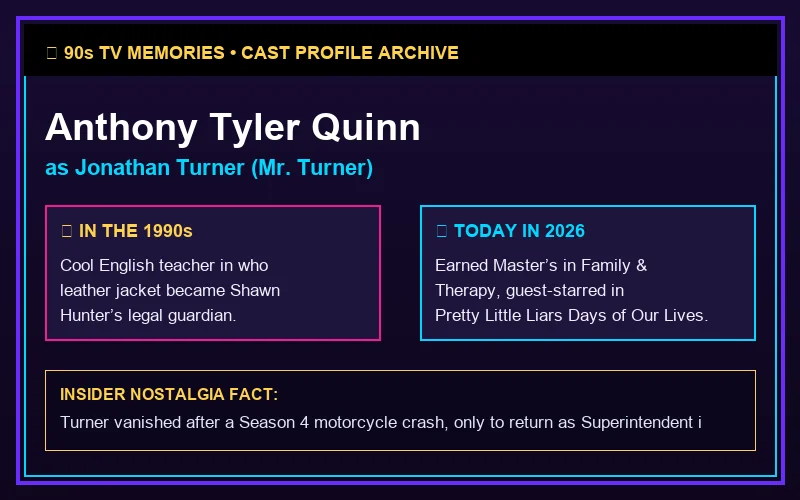 90s TV MEMORIES • CAST PROFILE ARCHIVE
Anthony Tyler Quinn
as Jonathan Turner (Mr. Turner)
IN THE 1990s
Cool English teacher in who
leather jacket became Shawn
Hunter’s legal guardian.
TODAY IN 2026
Earned Master’s in Family &
Therapy, guest-starred in
Pretty Little Liars Days of Our Lives.
INSIDER NOSTALGIA FACT:
Turner vanished after a Season 4 motorcycle crash, only to return as Superintendent i